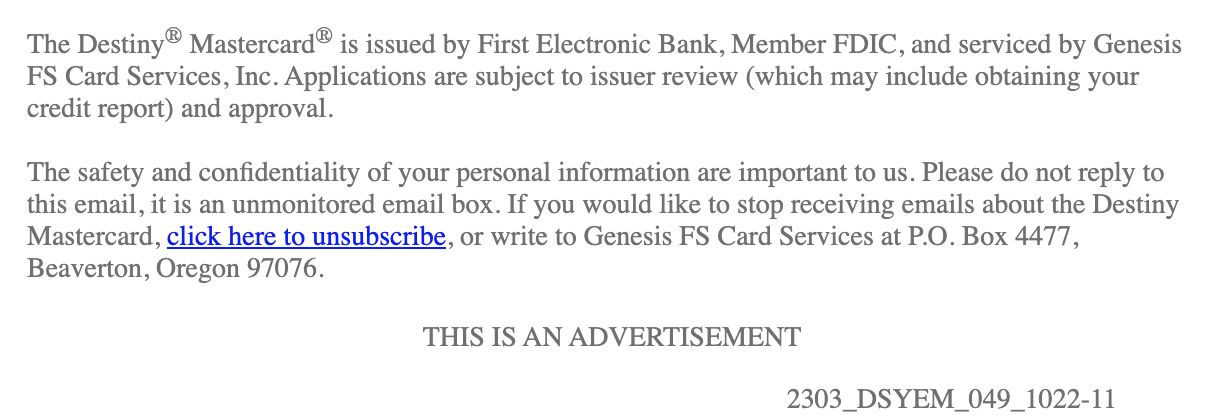 The Destiny® Mastercard® is issued by First Electronic Bank, Member FDIC, and serviced by Genesis
FS Card Services, Inc. Applications are subject to issuer review (which may include obtaining your
credit report) and approval.
The safety and confidentiality of your personal information are important to us. Please do not reply to
this email, it is an unmonitored email box. If you would like to stop receiving emails about the Destiny
Mastercard, click here to unsubscribe, or write to Genesis FS Card Services at P.O. Box 4477,
Beaverton, Oregon 97076.
THIS IS AN ADVERTISEMENT
2303_DSYEM_049_1022-11